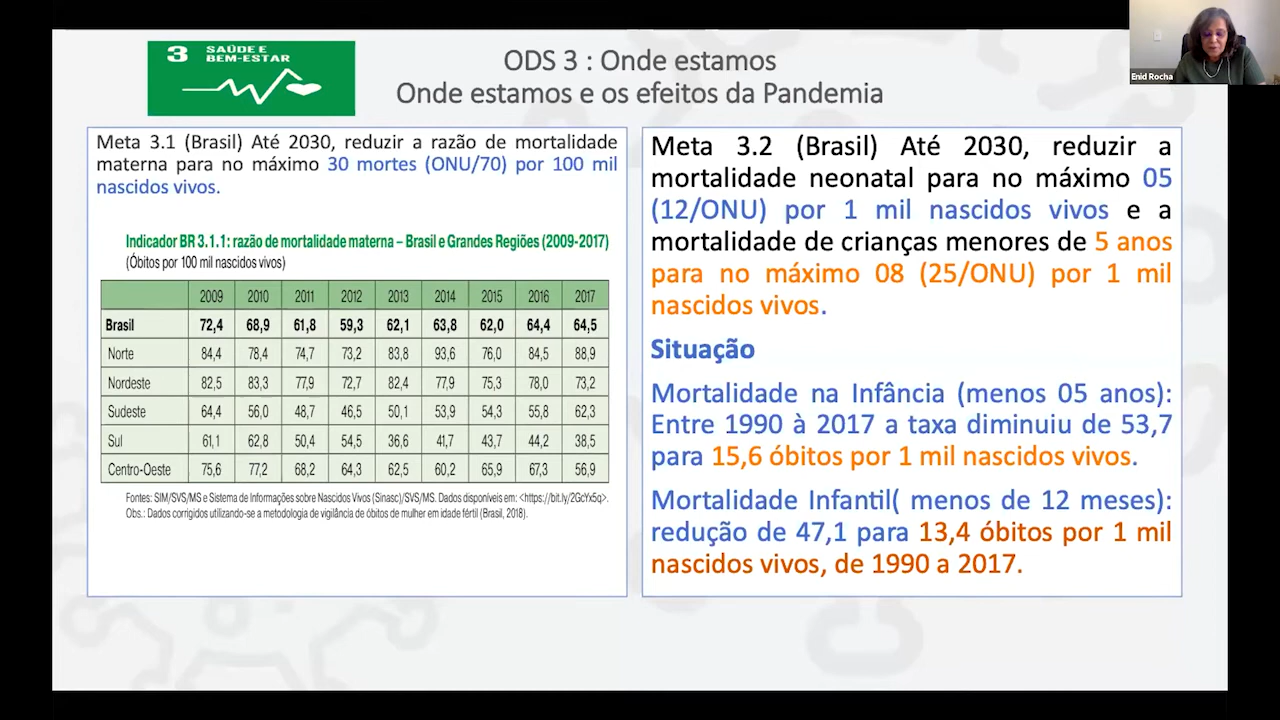 3 SAÚDE E
BEM-ESTAR
ODS 3 : Onde estamos
Onde estamos e os efeitos da Pandemia
Enid Rocha
Meta 3.1 (Brasil) Até 2030, reduzir a razão de mortalidade
materna para no máximo 30 mortes (ONU/70) por 100 mil
nascidos vivos.
Indicador BR 3.1.1: razão de mortalidade materna – Brasil e Grandes Regiões (2009-2017)
(Óbitos por 100 mil nascidos vivos)
2009 2010 2011 2012 2013 2014 2015 2016 2017
Brasil 72,4 68,9 61,8 59,3 62,1 63,8 62,0 64,4 64,5
Norte 84,4 78,4 74,7 73,2 83,8 93,6 76,0 84,5 88,9
Nordeste 82,5 83,3 77,9 72,7 82,4 77,9 75,3 78,0 73,2
Sudeste 64,4 56,0 48,7 46,5 50,1 53,9 54,3 55,8 62,3
Sul 61,1 62,8 50,4 54,5 36,6 41,7 43,7 44,2 38,5
Centro-Oeste 75,6 77,2 68,2 64,3 62,5 60,2 65,9 67,3 56,9
Fontes: SIM/SVS/MS e Sistema de Informações sobre Nascidos Vivos (Sinasc)/SVS/MS. Dados disponíveis em: <https://bit.ly/2GcYx5q>.
Obs.: Dados corrigidos utilizando-se a metodologia de vigilância de óbitos de mulher em idade fértil (Brasil, 2018).
Meta 3.2 (Brasil) Até 2030, reduzir a
mortalidade neonatal para no máximo 05
(12/ONU) por 1 mil nascidos vivos e a
mortalidade de crianças menores de 5 anos
para no máximo 08 (25/ONU) por 1 mil
nascidos vivos.
Situação
Mortalidade na Infância (menos 05 anos):
Entre 1990 à 2017 a taxa diminuiu de 53,7
para 15,6 óbitos por 1 mil nascidos vivos.
Mortalidade Infantil( menos de 12 meses):
redução de 47,1 para 13,4 óbitos por 1 mil
nascidos vivos, de 1990 a 2017.